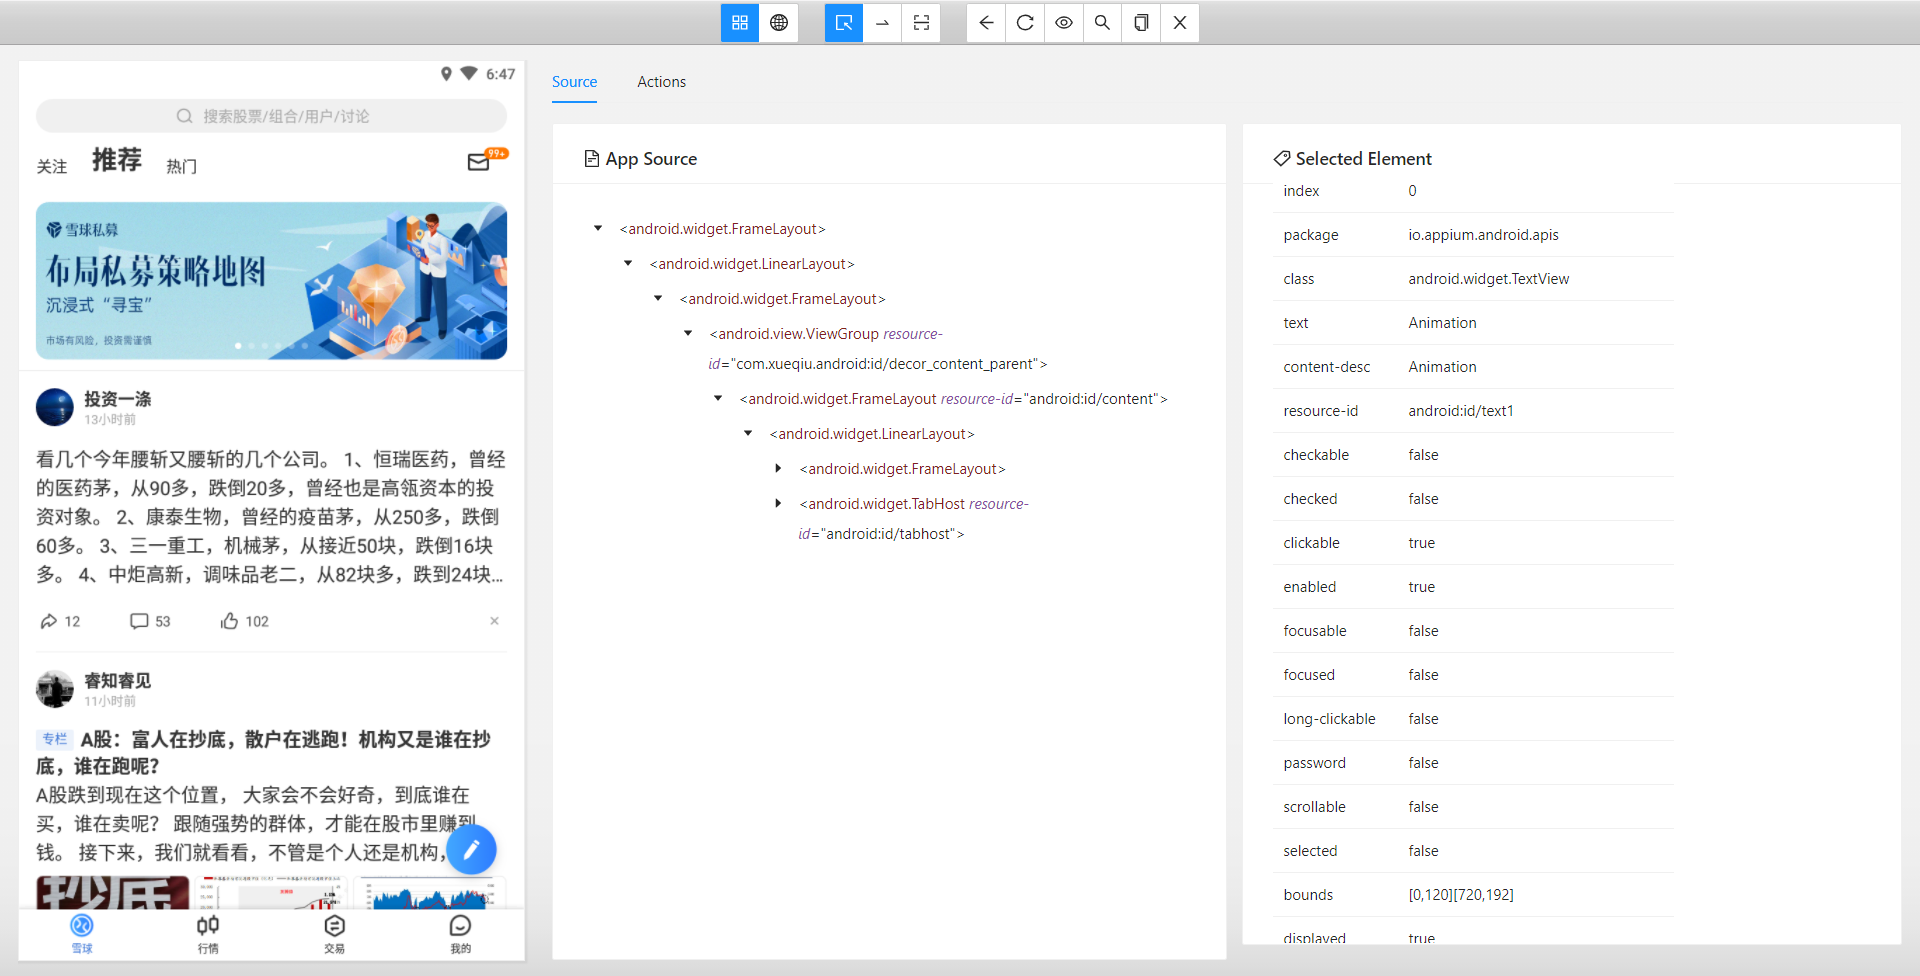 6:47
搜索股票/组合/用户/讨论
关注 推荐 热门 99+
雪球私募
布局私募策略地图
沉浸式“寻宝”
市场有风险，投资需谨慎
投资一涤
13小时前
看几个今年腰斩又腰斩的几个公司。 1、恒瑞医药，曾经
的医药茅，从90多，跌倒20多，曾经也是高瓴资本的投
资对象。 2、康泰生物，曾经的疫苗茅，从250多，跌倒
60多。 3、三一重工，机械茅，从接近50块，跌倒16块
多。 4、中炬高新，调味品老二，从82块多，跌到24块...
12 53 102
睿知睿见
11小时前
专栏 A股：富人在抄底，散户在逃跑！机构又是谁在抄
底，谁在跑呢？
A股跌到现在这个位置， 大家会不会好奇，到底谁在
买，谁在卖呢？ 跟随强势的群体，才能在股市里赚到
钱。 接下来，我们就看看，不管是个人还是机构，
抄底
雪球 行情 交易 我的
Source Actions
App Source
<android.widget.FrameLayout>
<android.widget.LinearLayout>
<android.widget.FrameLayout>
<android.view.ViewGroup resource-
id="com.xueqiu.android:id/decor_content_parent">
<android.widget.FrameLayout resource-id="android:id/content">
<android.widget.LinearLayout>
<android.widget.FrameLayout>
<android.widget.TabHost resource-
id="android:id/tabhost">
Selected Element
index 0
package io.appium.android.apis
class android.widget.TextView
text Animation
content-desc Animation
resource-id android:id/text1
checkable false
checked false
clickable true
enabled true
focusable false
focused false
long-clickable false
password false
scrollable false
selected false
bounds [0,120][720,192]
displayed true